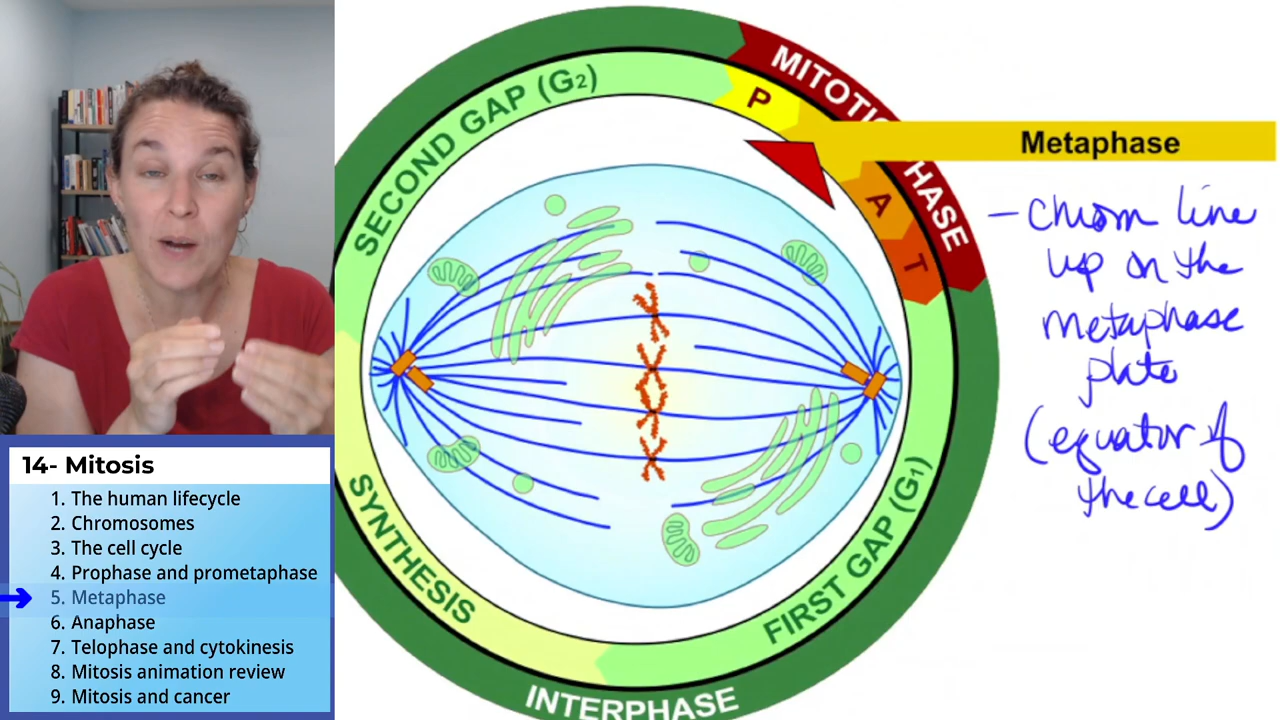 SECOND GAP (G2)
MITOTIC PHASE
P
Metaphase
A
T
– chrom line
up on the
metaphase
plate
(equator of
the cell)
SYNTHESIS
FIRST GAP (G1)
INTERPHASE
14- Mitosis
1. The human lifecycle
2. Chromosomes
3. The cell cycle
4. Prophase and prometaphase
5. Metaphase
6. Anaphase
7. Telophase and cytokinesis
8. Mitosis animation review
9. Mitosis and cancer